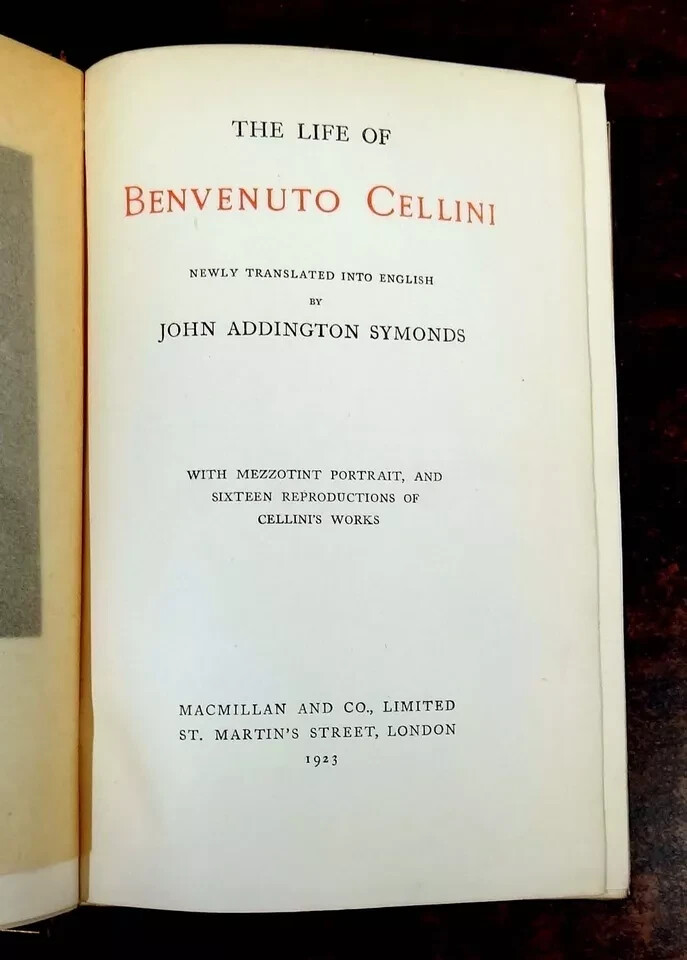 THE LIFE OF
BENVENUTO CELLINI
NEWLY TRANSLATED INTO ENGLISH
BY
JOHN ADDINGTON SYMONDS
WITH MEZZOTINT PORTRAIT, AND
SIXTEEN REPRODUCTIONS OF
CELLINI'S WORKS
MACMILLAN AND CO., LIMITED
ST. MARTIN'S STREET, LONDON
1923